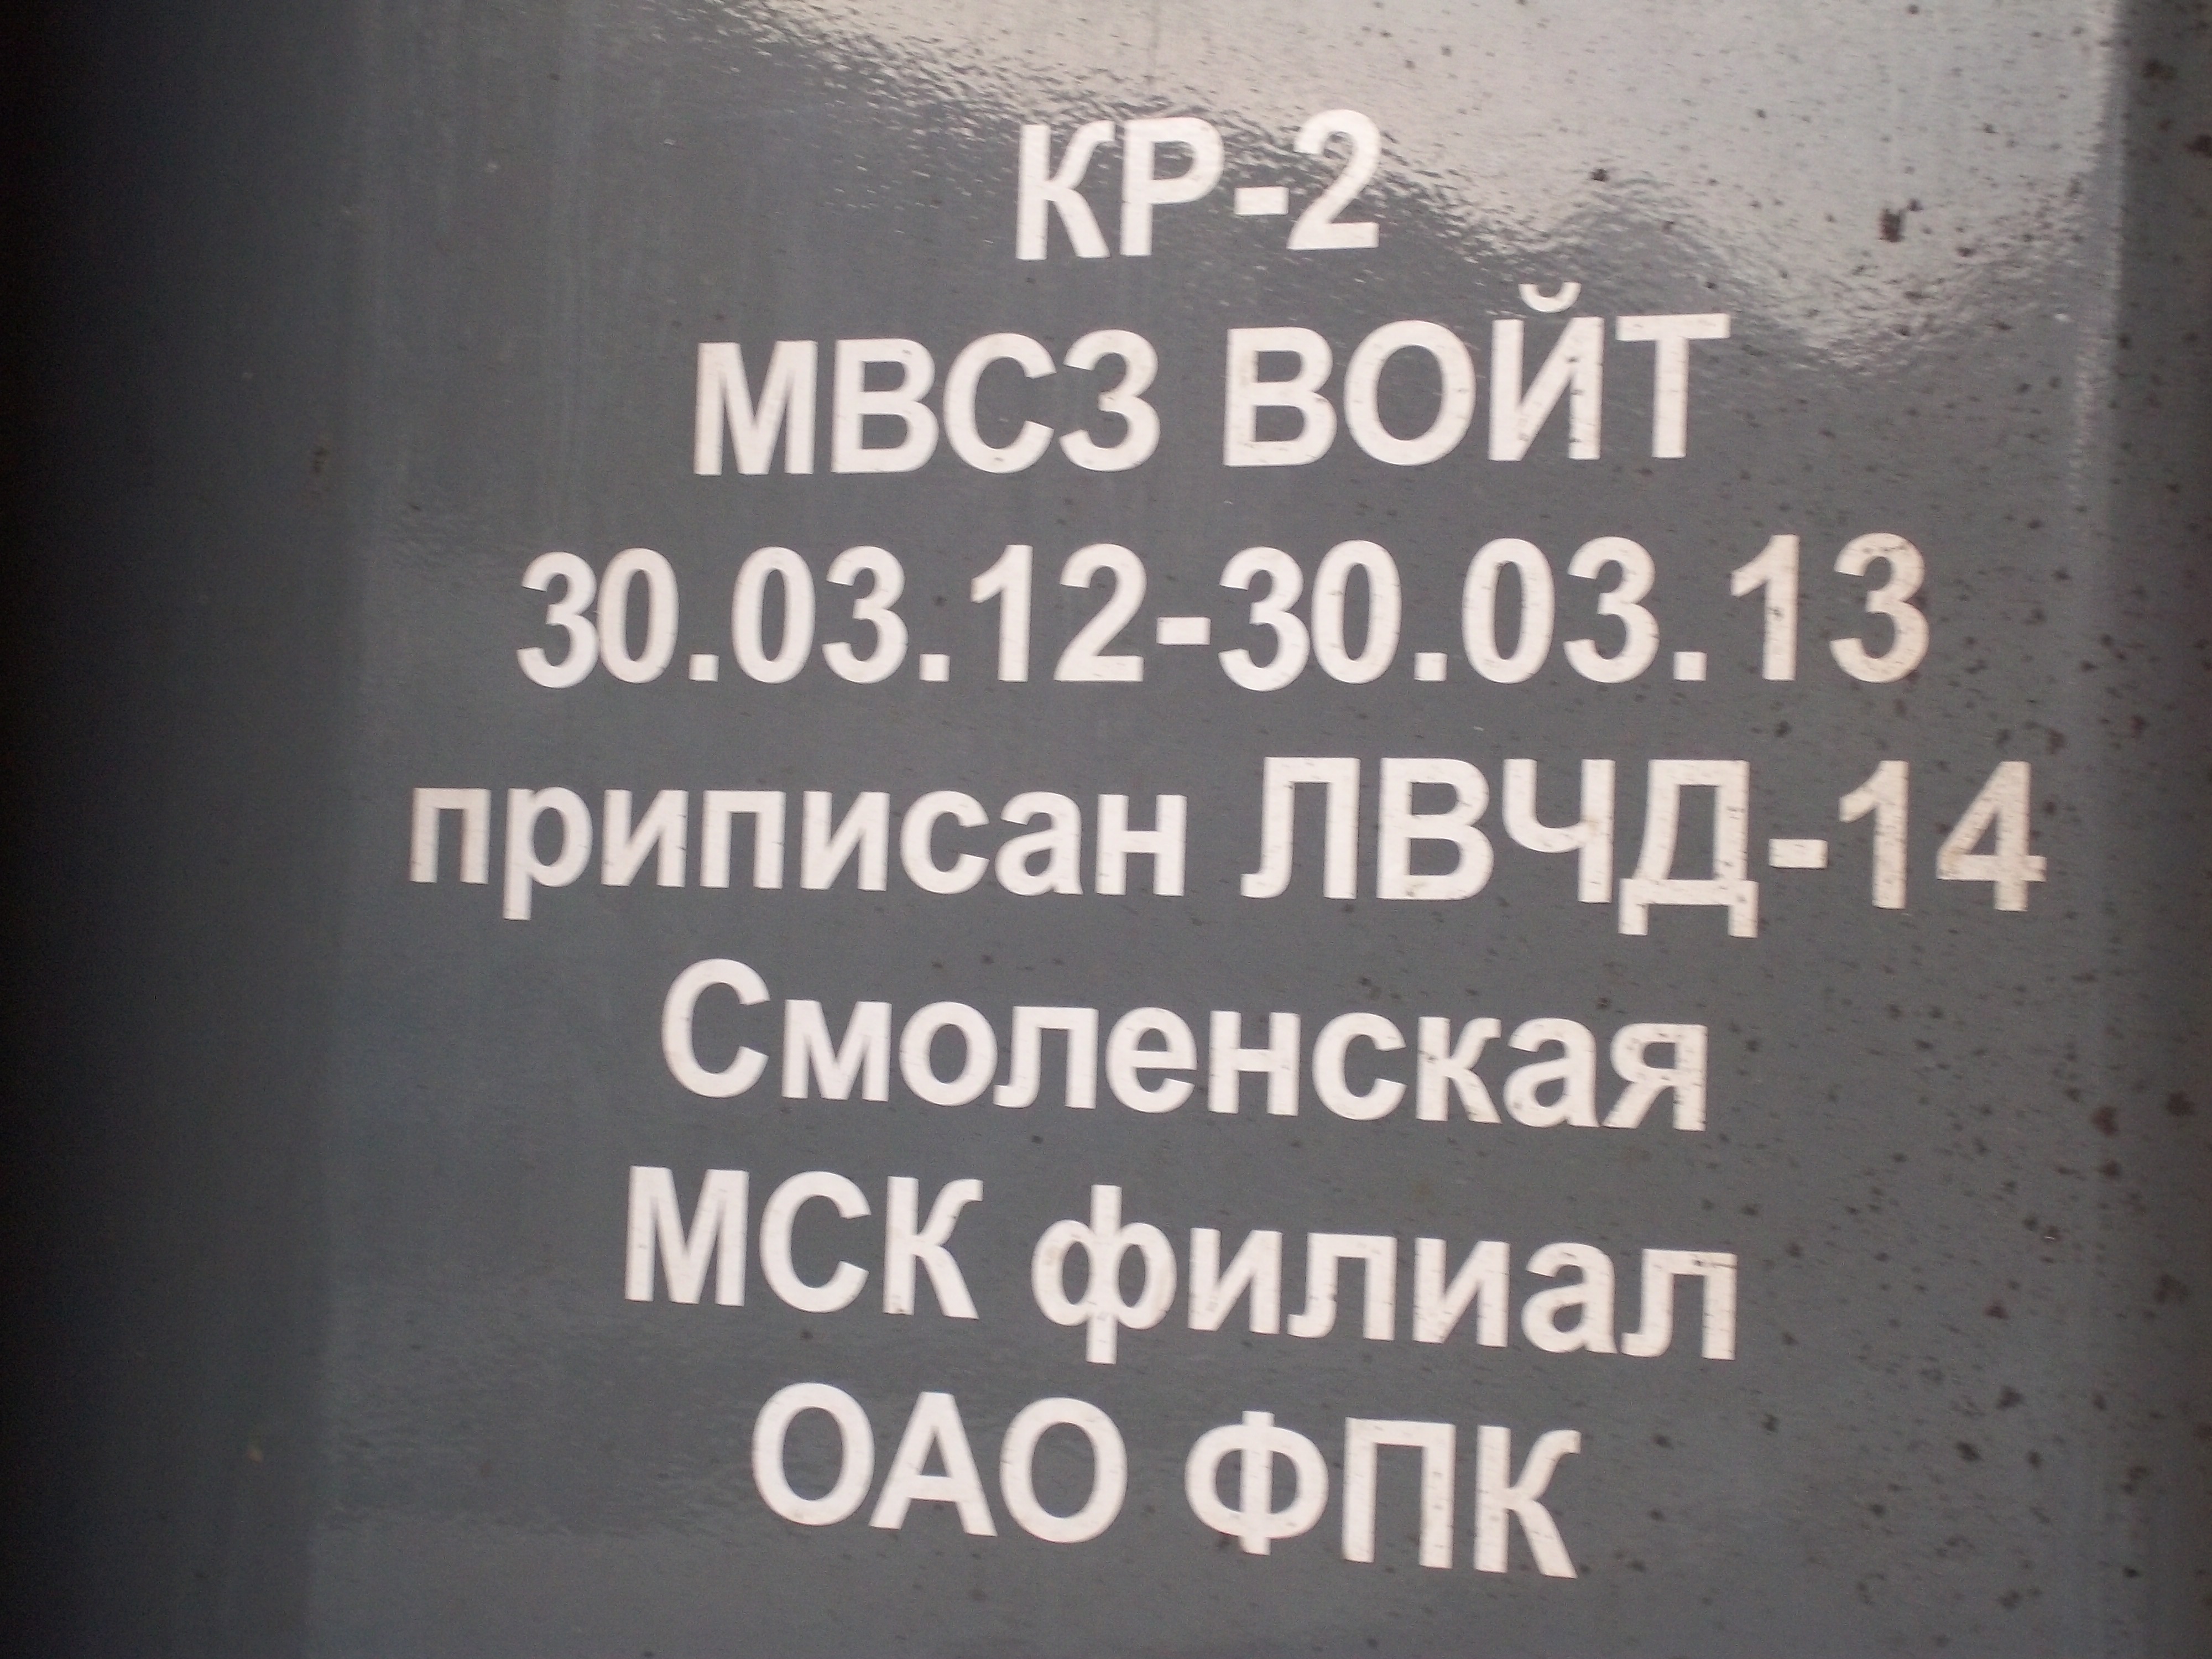 КР-2
МВСЗ ВОЙТ
30.03.12-30.03.13
приписан ЛВЧД-14
Смоленская
МСК филиал
ОАО ФПК